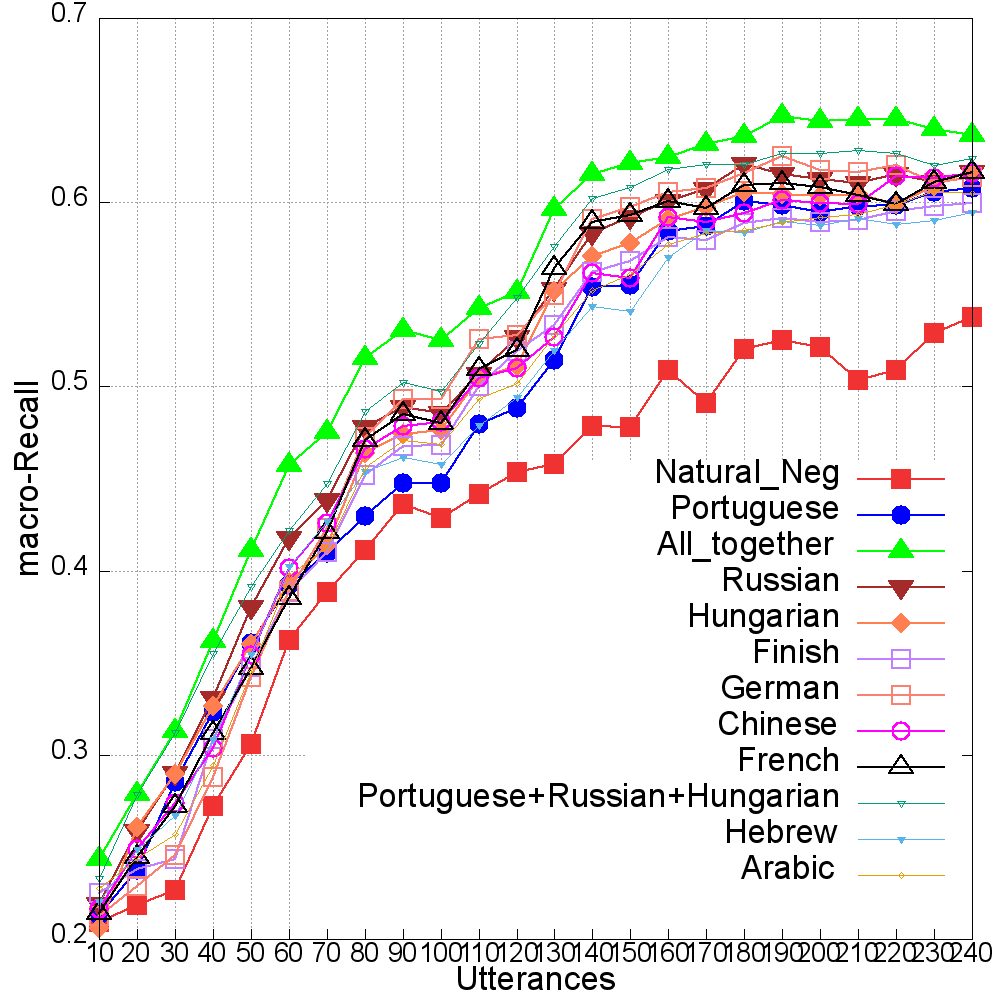 0.7
0.6
0.5
0.4
0.3
0.2
macro-Recall
Natural_Neg
Portuguese
All_together
Russian
Hungarian
Finish
German
Chinese
French
Portuguese+Russian+Hungarian
Hebrew
Arabic
10 20 30 40 50 60 70 80 90 100 110 120 130 140 150 160 170 180 190 200 210 220 230 240
Utterances